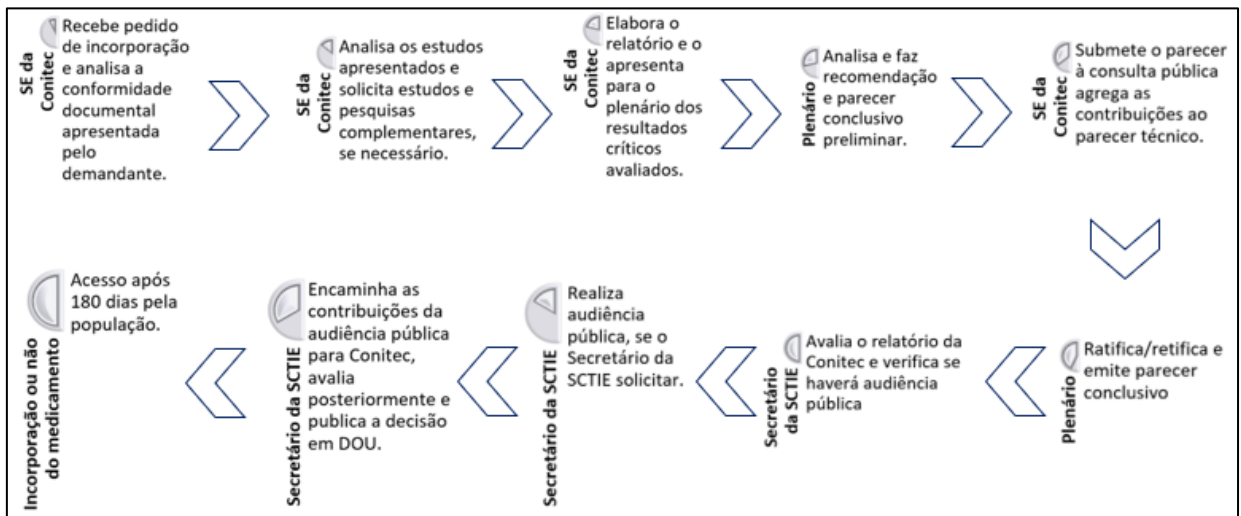 SE da
Conitec
Recebe pedido
de incorporação
e analisa a
conformidade
documental
apresentada
pelo
demandante.
SE da
Conitec
Analisa os estudos
apresentados e
solicita estudos e
pesquisas
complementares,
se necessário.
SE da
Conitec
Elabora o
relatório e o
apresenta
para o
plenário dos
resultados
críticos
avaliados.
Plenário
Analisa e faz
recomendação
e parecer
conclusivo
preliminar.
SE da
Conitec
Submete o parecer
à consulta pública
agrega as
contribuições ao
parecer técnico.
Plenário
Ratifica/retifica e
emite parecer
conclusivo
Secretário
da SCTIE
Avalia o relatório da
Conitec e verifica se
haverá audiência
pública
Secretário da SCTIE
Realiza
audiência
pública, se o
Secretário da
SCTIE solicitar.
Secretário da SCTIE
Encaminha as
contribuições da
audiência pública
para Conitec,
avalia
posteriormente e
publica a decisão
em DOU.
Incorporação ou não
do medicamento
Acesso após
180 dias pela
população.